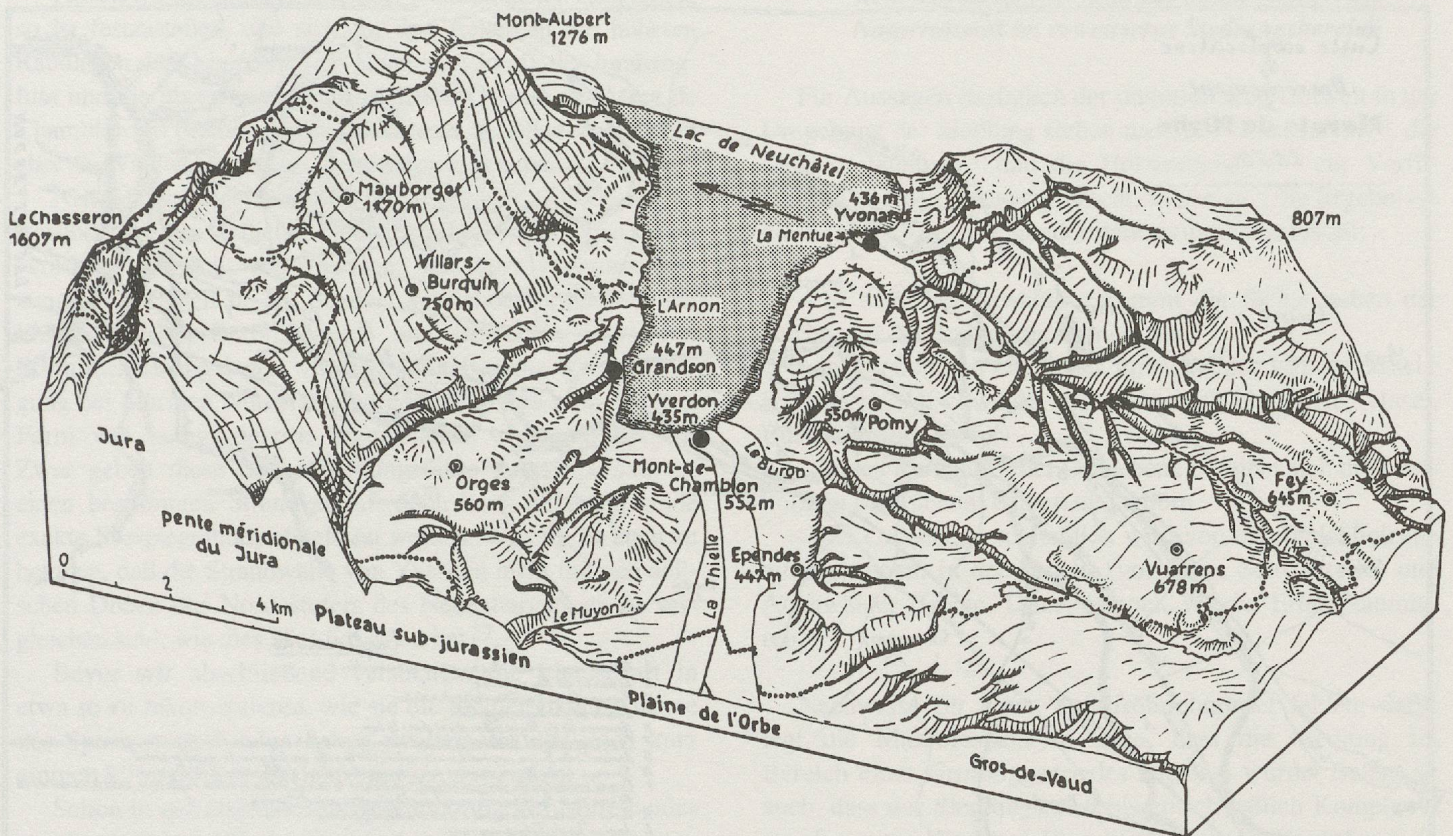 Mont-Aubert
1276 m
Lac de Neuchâtel
Mauborget
1170 m
Le Chasseron
1607 m
436 m
Yvonand
La Mentue
807 m
Villars-
Burquin
750 m
L'Arnon
447 m
Grandson
Yverdon
435 m
550 m
Pomy
Jura
Orges
560 m
Mont-de-
Chamblon
552 m
Le Buron
Fey
645 m
Pente méridionale
du Jura
Ependes
447 m
Vuarrens
678 m
La Thielle
0
2
4 km
Le Muyon
Plateau sub-jurassien
Plaine de l'Orbe
Gros-de-Vaud